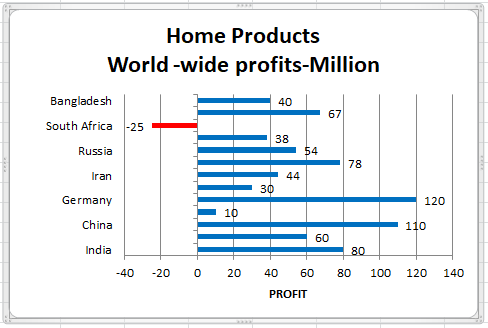 Home Products
World -wide profits-Million
Bangladesh 40
67
South Africa -25
38
Russia 54
78
Iran 44
30
Germany 120
10
China 110
60
India 80
-40 -20 0 20 40 60 80 100 120 140
PROFIT